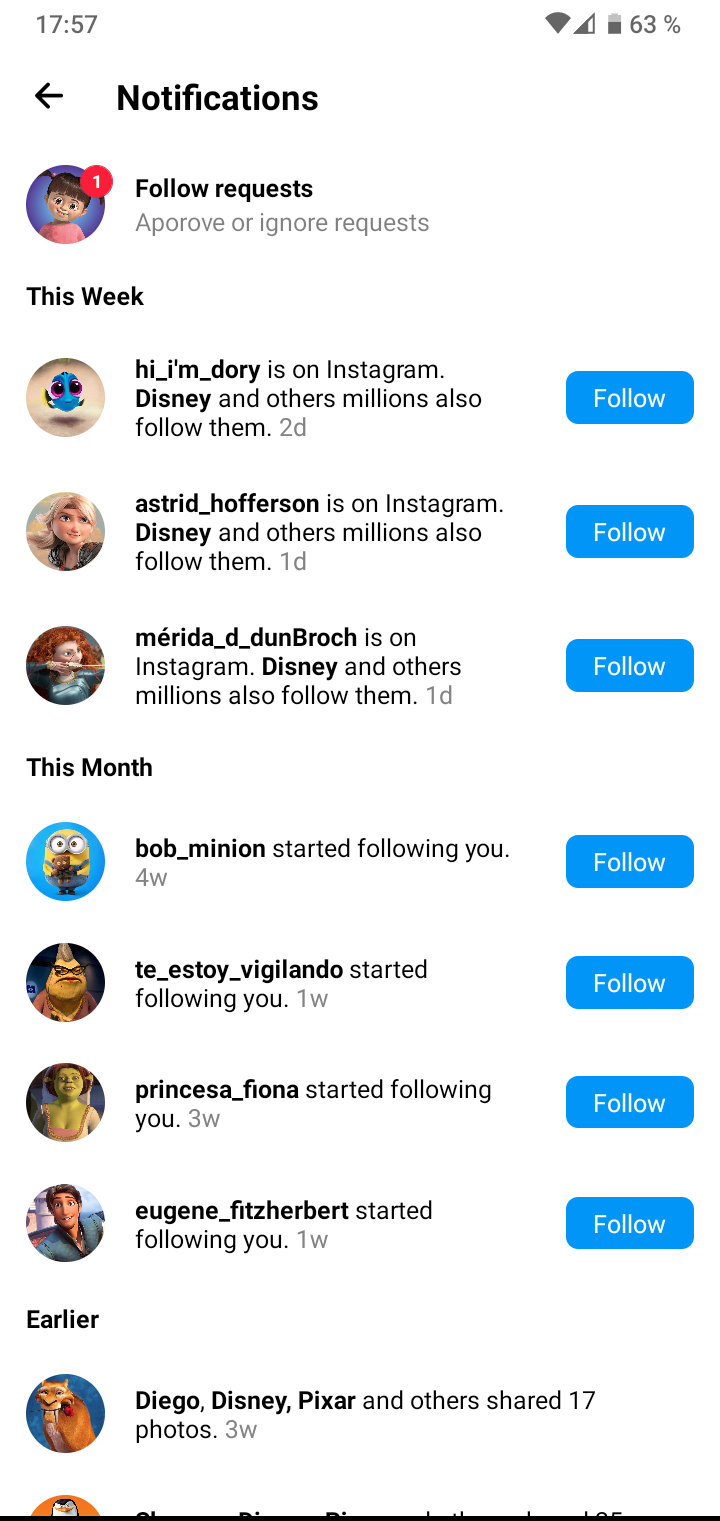 17:57
63 %
Notifications
1
Follow requests
Aporove or ignore requests
This Week
hi_i'm_dory is on Instagram.
Disney and others millions also
follow them. 2d
Follow
astrid_hofferson is on Instagram.
Disney and others millions also
follow them. 1d
Follow
mérida_d_dunBroch is on
Instagram. Disney and others
millions also follow them. 1d
Follow
This Month
bob_minion started following you.
4w
Follow
te_estoy_vigilando started
following you. 1w
Follow
princesa_fiona started following
you. 3w
Follow
eugene_fitzherbert started
following you. 1w
Follow
Earlier
Diego, Disney, Pixar and others shared 17
photos. 3w